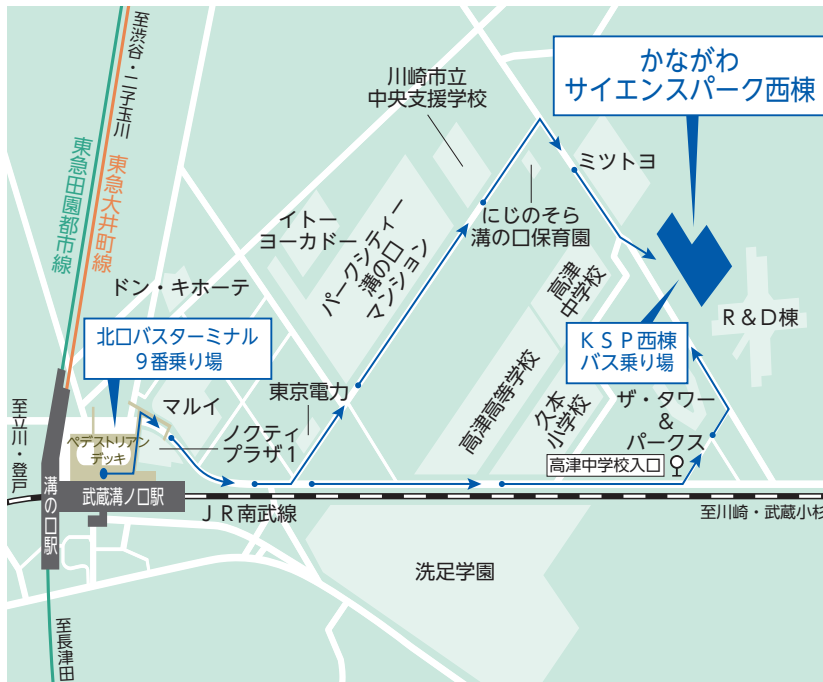 至渋谷・二子玉川
東急田園都市線
東急大井町線
川崎市立
中央支援学校
かながわ
サイエンスパーク西棟
ミツトヨ
にじのそら
溝の口保育園
イトー
ヨーカドー
パークシティー
溝の口
マンション
ドン・キホーテ
高津
中学校
R&D棟
北口バスターミナル
9番乗り場
KSP西棟
バス乗り場
マルイ
東京電力
高津高等学校
久本
小学校
ザ・タワー
&
パークス
至立川・登戸
ペデストリアン
デッキ
ノクティ
プラザ1
高津中学校入口
溝の口駅
武蔵溝ノ口駅
JR南武線
至川崎・武蔵小杉
洗足学園
至長津田